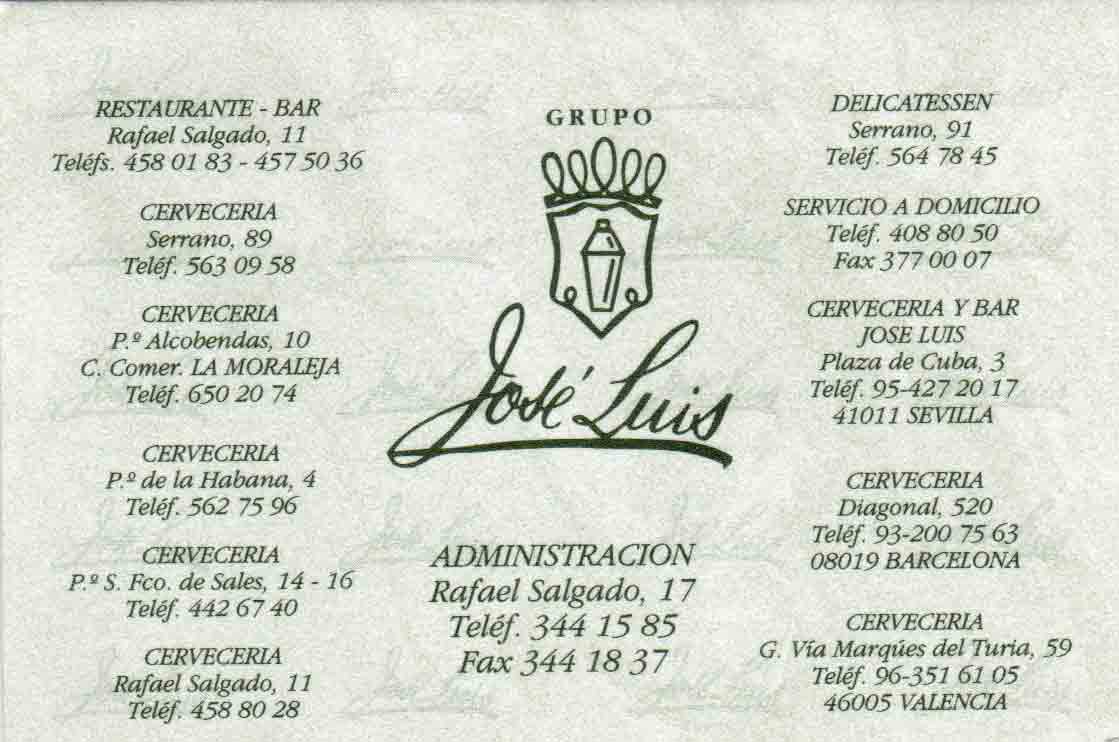 RESTAURANTE - BAR
Rafael Salgado, 11
Teléfs. 458 01 83 - 457 50 36
CERVECERIA
Serrano, 89
Teléf. 563 09 58
CERVECERIA
P.º Alcobendas, 10
C. Comer. LA MORALEJA
Teléf. 650 20 74
CERVECERIA
P.º de la Habana, 4
Teléf. 562 75 96
CERVECERIA
P.º S. Fco. de Sales, 14 - 16
Teléf. 442 67 40
CERVECERIA
Rafael Salgado, 11
Teléf. 458 80 28
GRUPO
José Luis
ADMINISTRACION
Rafael Salgado, 17
Teléf. 344 15 85
Fax 344 18 37
DELICATESSEN
Serrano, 91
Teléf. 564 78 45
SERVICIO A DOMICILIO
Teléf. 408 80 50
Fax 377 00 07
CERVECERIA Y BAR
JOSE LUIS
Plaza de Cuba, 3
Teléf. 95-427 20 17
41011 SEVILLA
CERVECERIA
Diagonal, 520
Teléf. 93-200 75 63
08019 BARCELONA
CERVECERIA
G. Vía Marqúes del Turia, 59
Teléf. 96-351 61 05
46005 VALENCIA